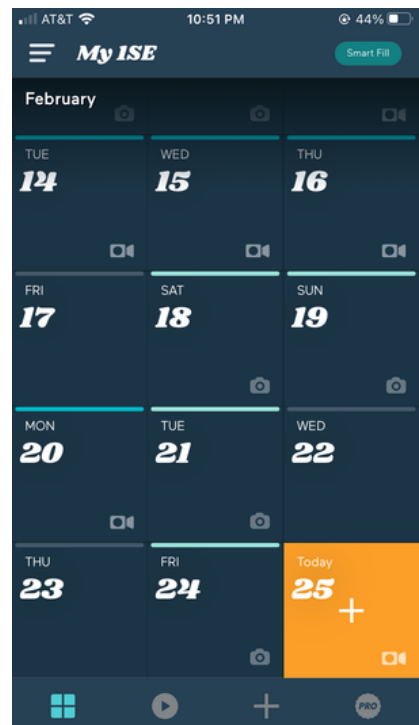 AT&T 10:51 PM 44%
My 1SE Smart Fill
February
TUE WED THU
14 15 16
FRI SAT SUN
17 18 19
MON TUE WED
20 21 22
THU FRI Today
23 24 25
PRO